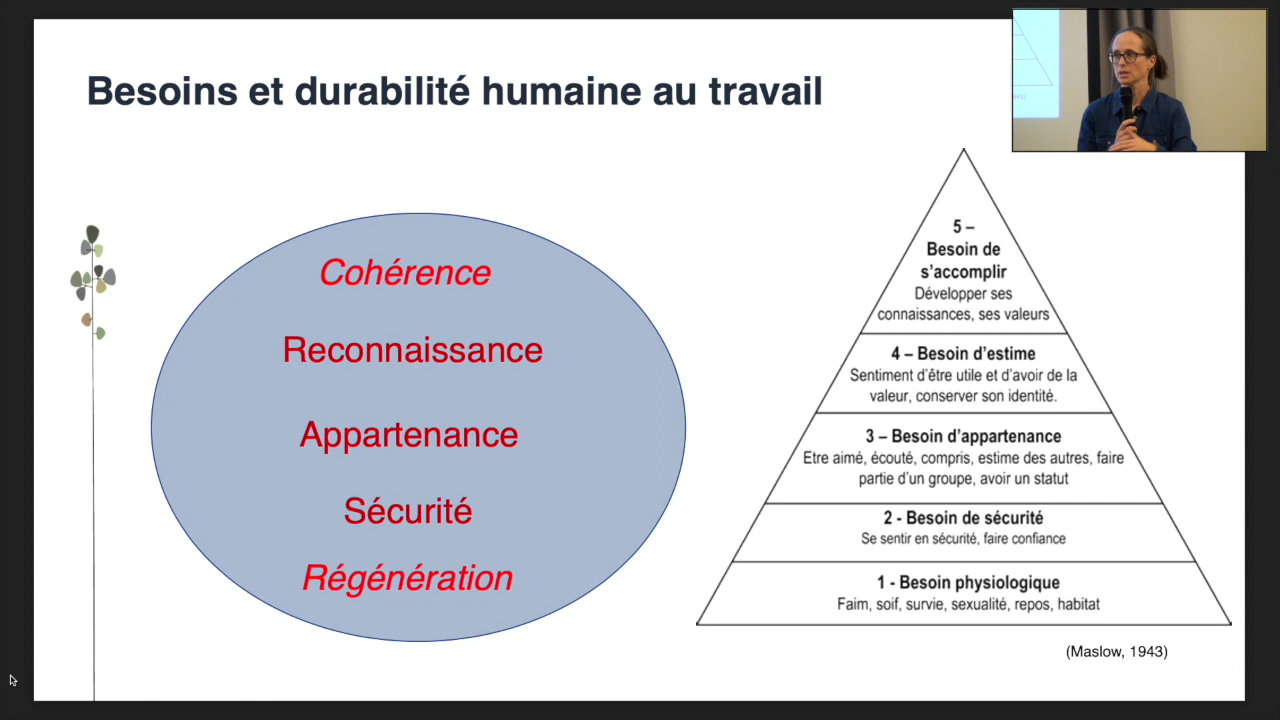 Besoins et durabilité humaine au travail
Cohérence
Reconnaissance
Appartenance
Sécurité
Régénération
5 –
Besoin de
s'accomplir
Développer ses
connaissances, ses valeurs
4 – Besoin d'estime
Sentiment d'être utile et d'avoir de la
valeur, conserver son identité.
3 – Besoin d'appartenance
Etre aimé, écouté, compris, estime des autres, faire
partie d'un groupe, avoir un statut
2 - Besoin de sécurité
Se sentir en sécurité, faire confiance
1 - Besoin physiologique
Faim, soif, survie, sexualité, repos, habitat
(Maslow, 1943)